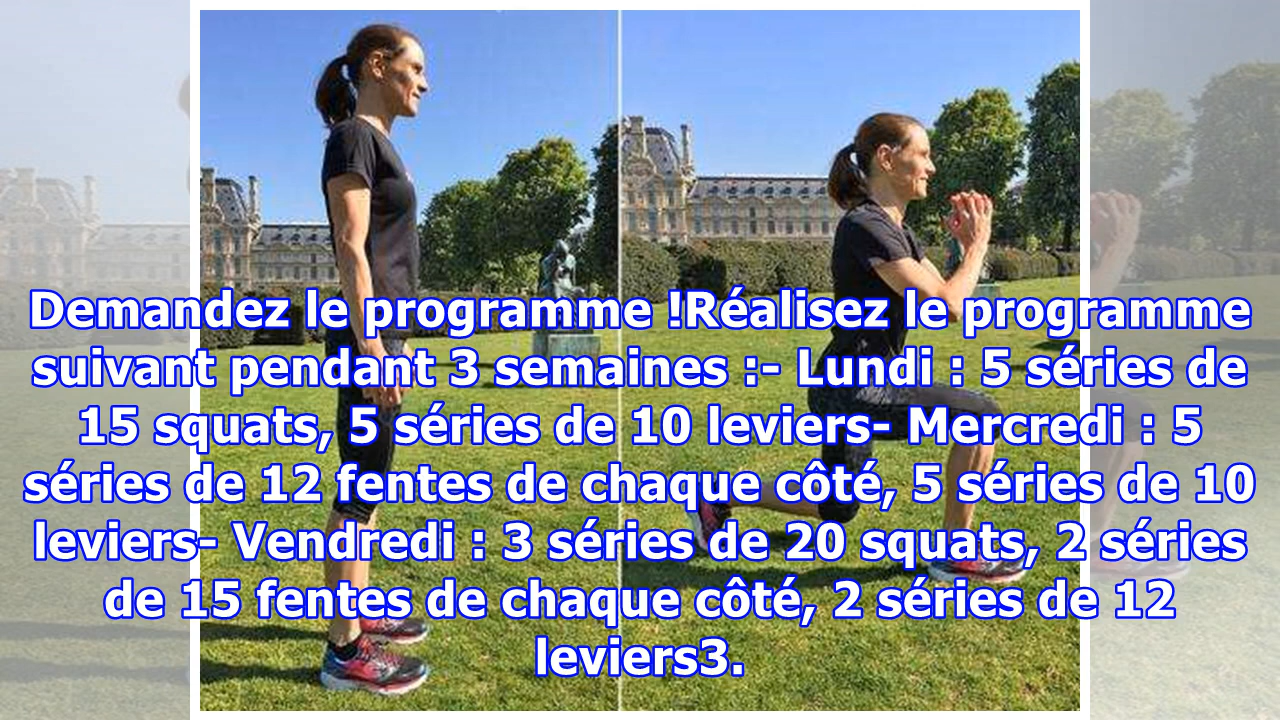 Demandez le programme !Réalisez le programme
suivant pendant 3 semaines :- Lundi : 5 séries de
15 squats, 5 séries de 10 leviers- Mercredi : 5
séries de 12 fentes de chaque côté, 5 séries de 10
leviers- Vendredi : 3 séries de 20 squats, 2 séries
de 15 fentes de chaque côté, 2 séries de 12
leviers3.